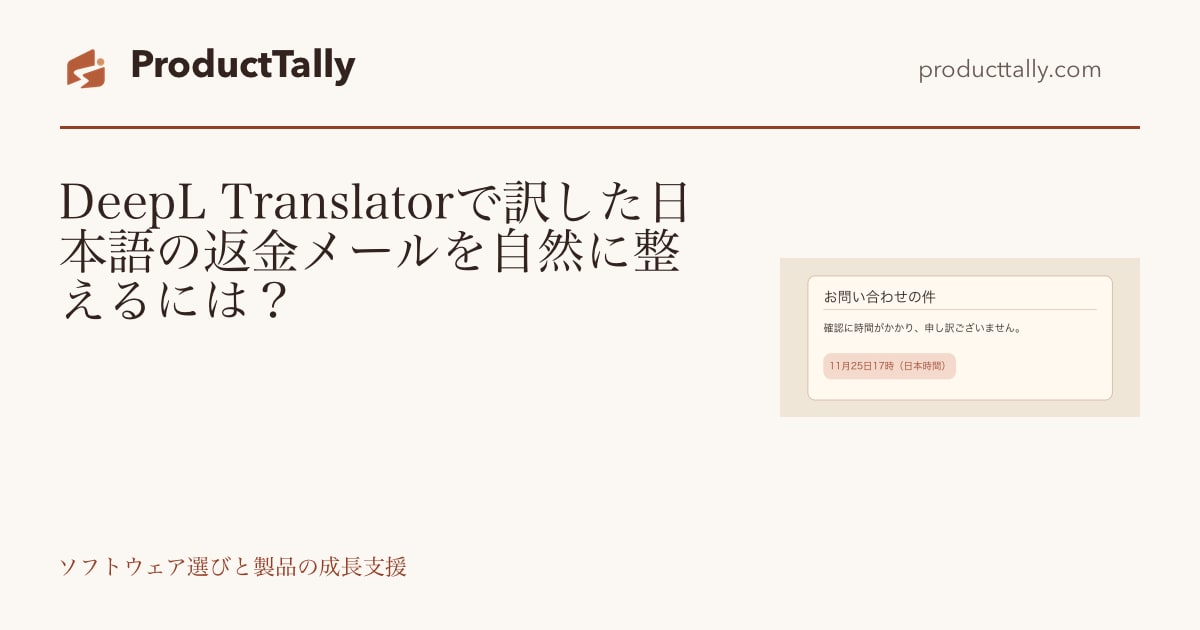 ProductTally
producttally.com
DeepL Translatorで訳した日
本語の返金メールを自然に整
えるには？
お問い合わせの件
確認に時間がかかり、申し訳ございません。
11月25日17時（日本時間）
ソフトウェア選びと製品の成長支援